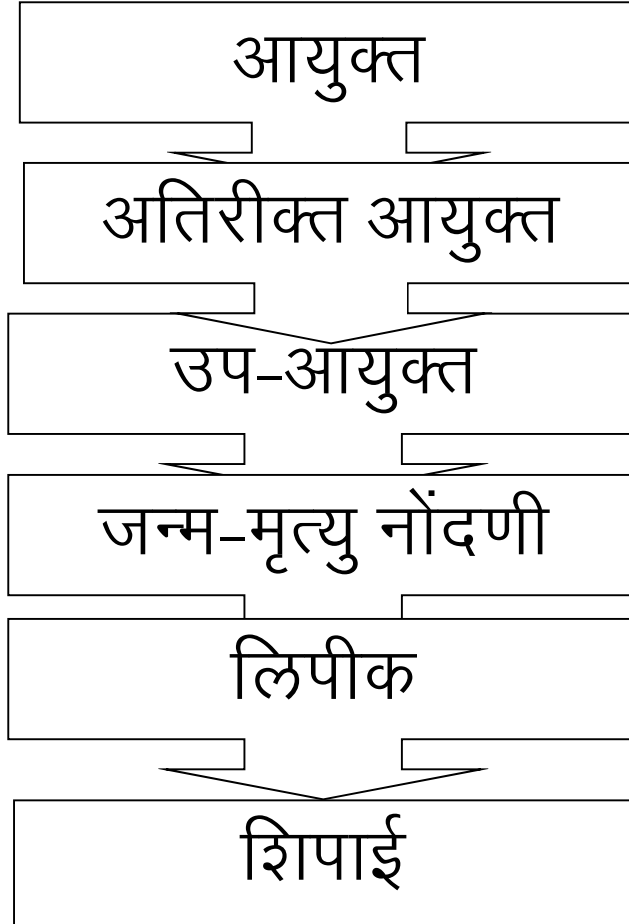 आयुक्त
अतिरीक्त आयुक्त
उप-आयुक्त
जन्म-मृत्यु नोंदणी
लिपीक
शिपाई